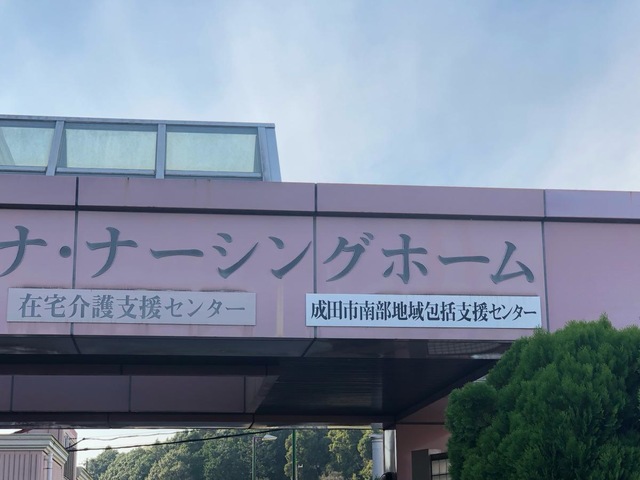 ナ・ナーシングホーム
在宅介護支援センター
成田市南部地域包括支援センター